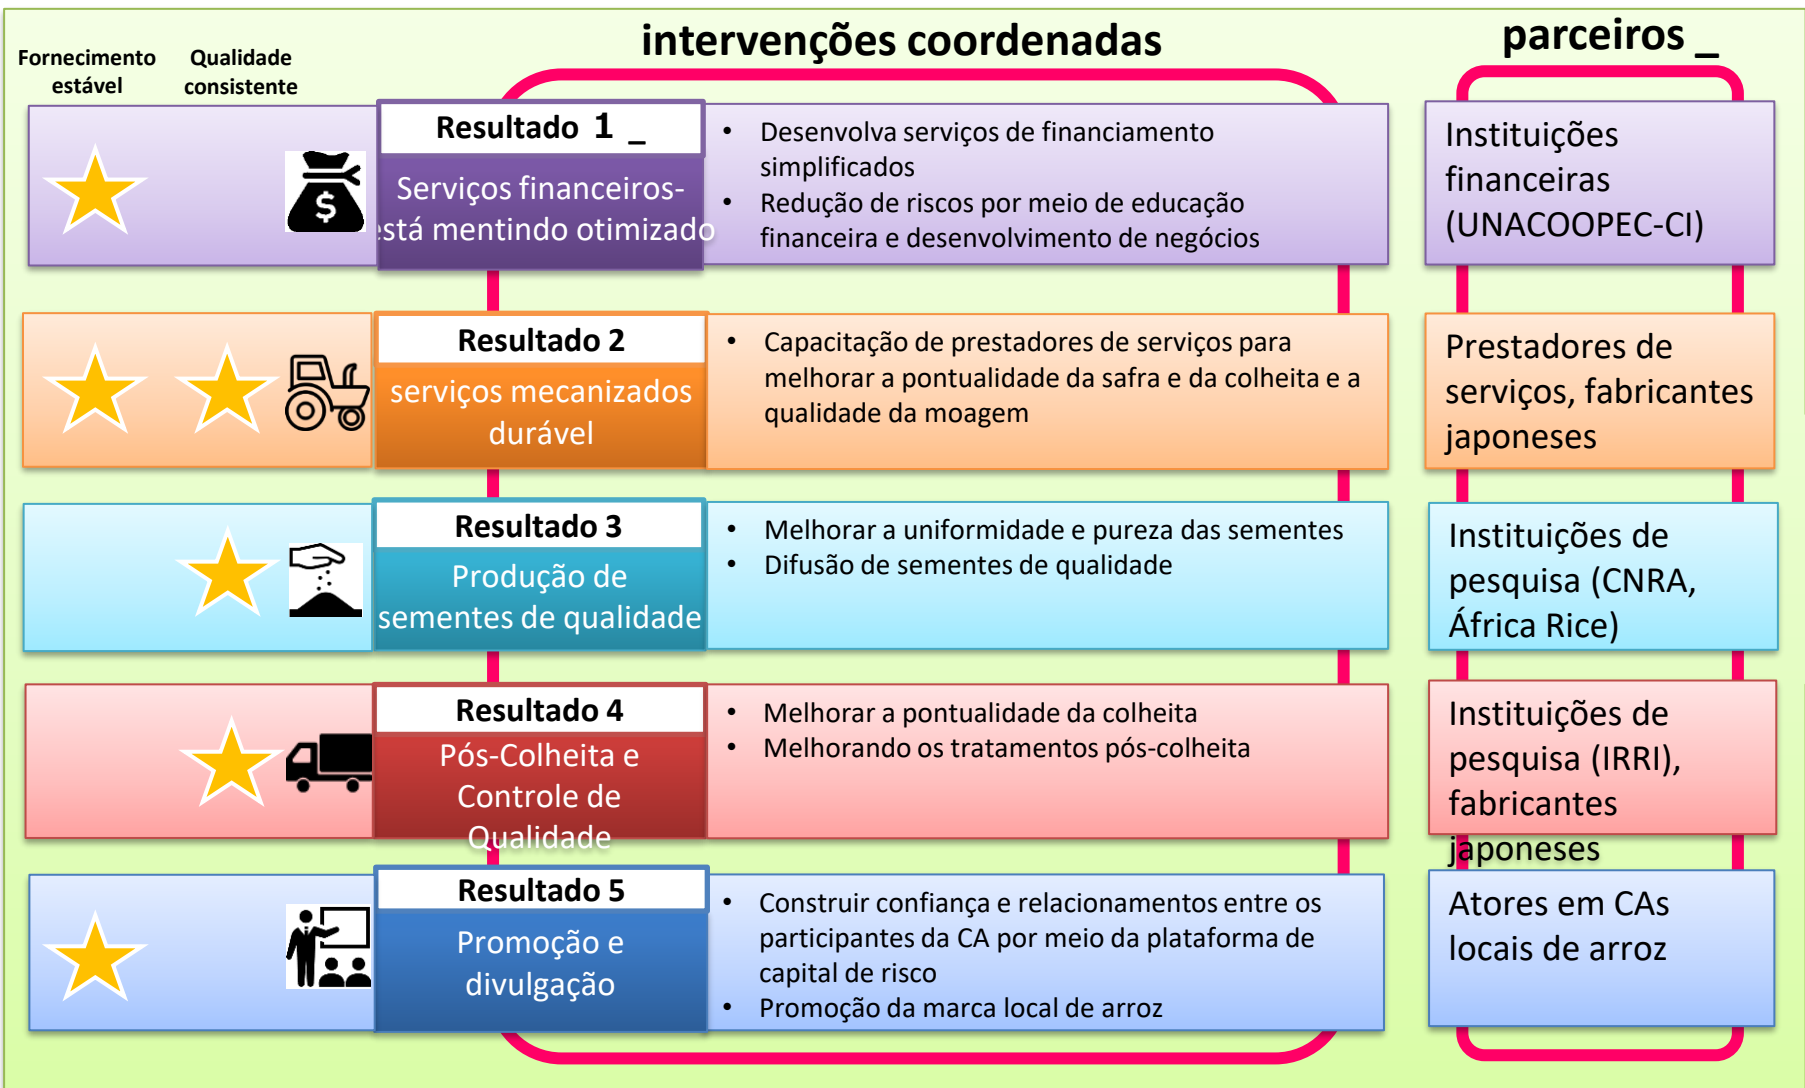 intervenções coordenadas
parceiros _
Fornecimento
estável
Qualidade
consistente
Resultado 1 _
Serviços financeiros-
está mentindo otimizado
• Desenvolva serviços de financiamento
simplificados
• Redução de riscos por meio de educação
financeira e desenvolvimento de negócios
Instituições
financeiras
(UNACOOPEC-CI)
$
Resultado 2
serviços mecanizados
durável
• Capacitação de prestadores de serviços para
melhorar a pontualidade da safra e da colheita e a
qualidade da moagem
Prestadores de
serviços, fabricantes
japoneses
Resultado 3
Produção de
sementes de qualidade
• Melhorar a uniformidade e pureza das sementes
• Difusão de sementes de qualidade
Instituições de
pesquisa (CNRA,
África Rice)
Resultado 4
Pós-Colheita e
Controle de
Qualidade
• Melhorar a pontualidade da colheita
• Melhorando os tratamentos pós-colheita
Instituições de
pesquisa (IRRI),
fabricantes
japoneses
Resultado 5
Promoção e
divulgação
• Construir confiança e relacionamentos entre os
participantes da CA por meio da plataforma de
capital de risco
• Promoção da marca local de arroz
Atores em CAs
locais de arroz